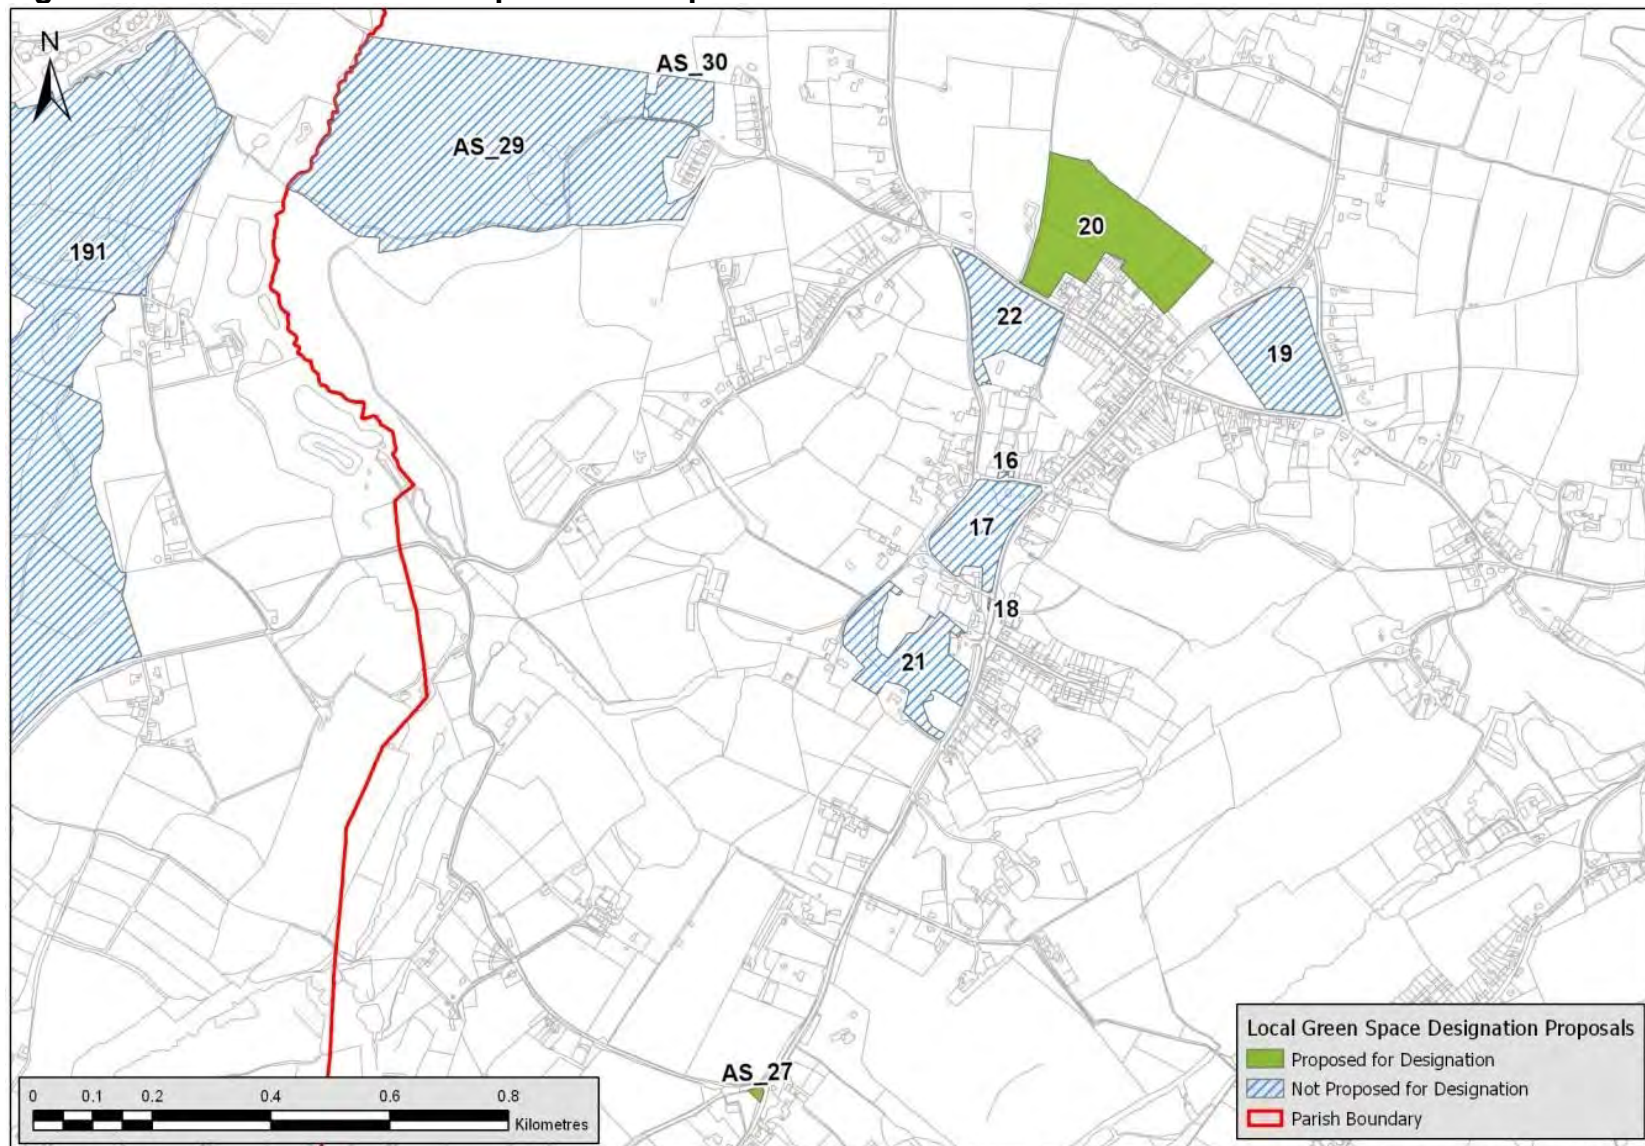 N
AS_30
AS_29
20
191
22
19
16
17
18
21
AS_27
Local Green Space Designation Proposals
Proposed for Designation
Not Proposed for Designation
Parish Boundary
0 0.1 0.2 0.4 0.6 0.8
Kilometres